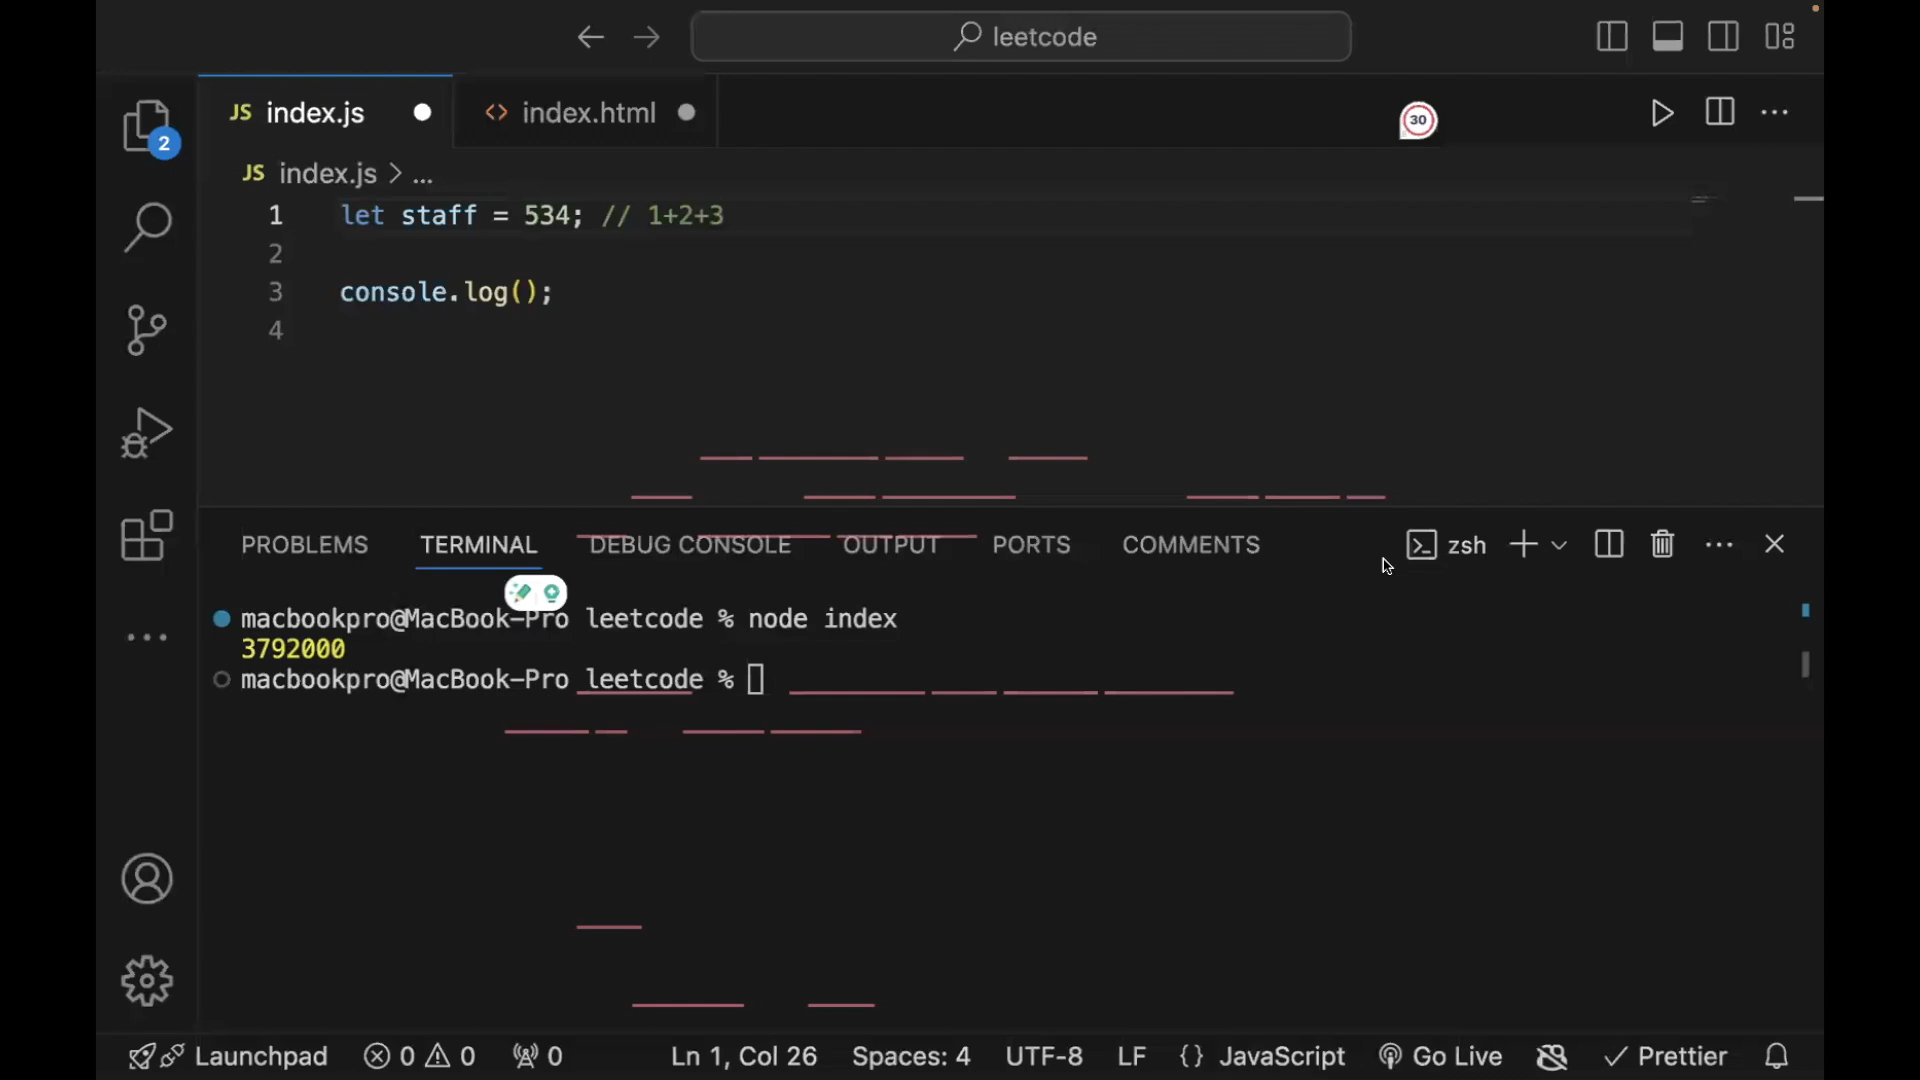 leetcode
JS index.js
<> index.html
30
2
JS index.js > ...
1 let staff = 534; // 1+2+3
2
3 console.log();
4
PROBLEMS TERMINAL DEBUG CONSOLE OUTPUT PORTS COMMENTS zsh
macbookpro@MacBook-Pro leetcode % node index
3792000
macbookpro@MacBook-Pro leetcode %
Launchpad 0 0 0 Ln 1, Col 26 Spaces: 4 UTF-8 LF {} JavaScript Go Live Prettier